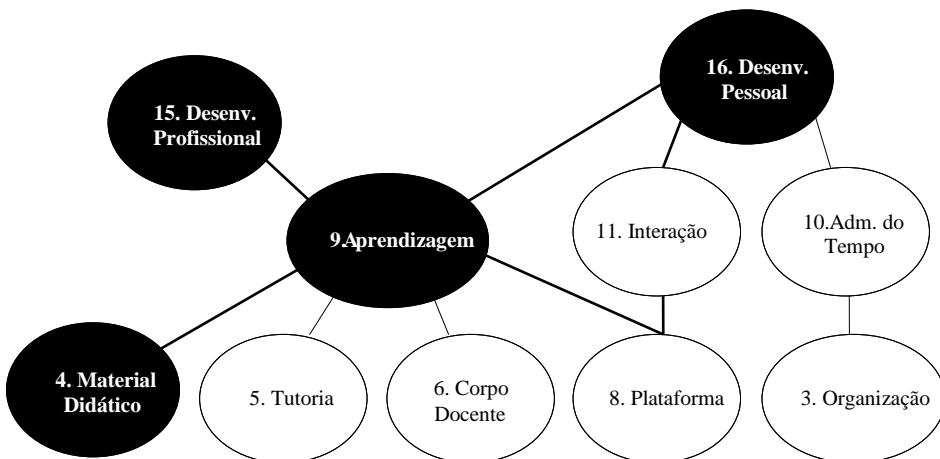 16. Desenv.
Pessoal
15. Desenv.
Profissional
9.Aprendizagem
11. Interação
10.Adm. do
Tempo
4. Material
Didático
5. Tutoria
6. Corpo
Docente
8. Plataforma
3. Organização